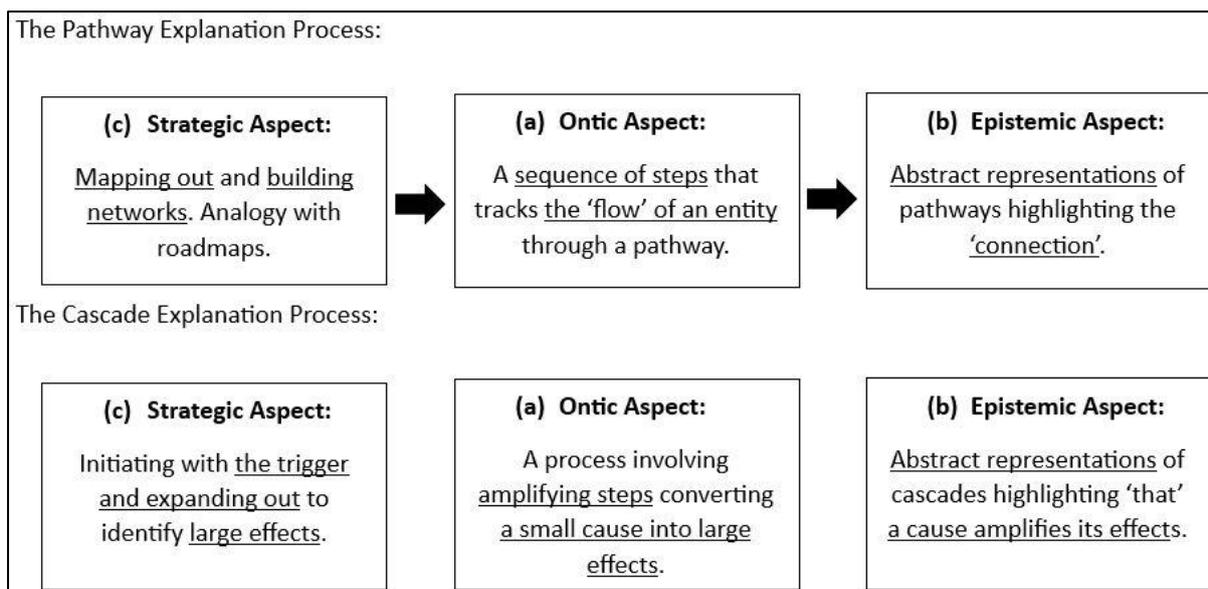 The Pathway Explanation Process:
(c) Strategic Aspect:
Mapping out and building
networks. Analogy with
roadmaps.
(a) Ontic Aspect:
A sequence of steps that
tracks the ‘flow’ of an entity
through a pathway.
(b) Epistemic Aspect:
Abstract representations of
pathways highlighting the
‘connection’.
The Cascade Explanation Process:
(c) Strategic Aspect:
Initiating with the trigger
and expanding out to
identify large effects.
(a) Ontic Aspect:
A process involving
amplifying steps converting
a small cause into large
effects.
(b) Epistemic Aspect:
Abstract representations of
cascades highlighting ‘that’
a cause amplifies its effects.